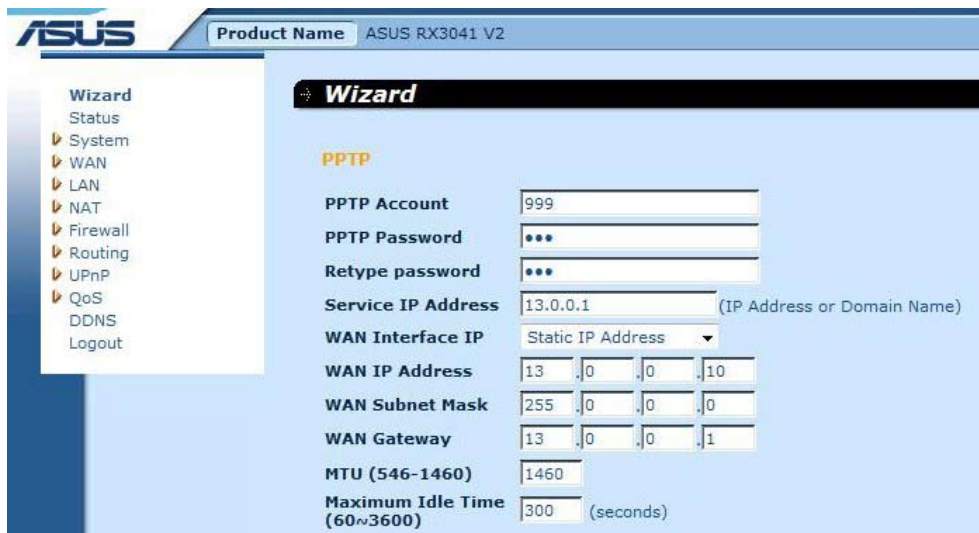 ASUS
Product Name ASUS RX3041 V2
Wizard
Status
System
WAN
LAN
NAT
Firewall
Routing
UPnP
QoS
DDNS
Logout
Wizard
PPTP
PPTP Account 999
PPTP Password •••
Retype password •••
Service IP Address 13.0.0.1 (IP Address or Domain Name)
WAN Interface IP Static IP Address
WAN IP Address 13 .0 .0 .10
WAN Subnet Mask 255 .0 .0 .0
WAN Gateway 13 .0 .0 .1
MTU (546-1460) 1460
Maximum Idle Time
(60~3600) 300 (seconds)